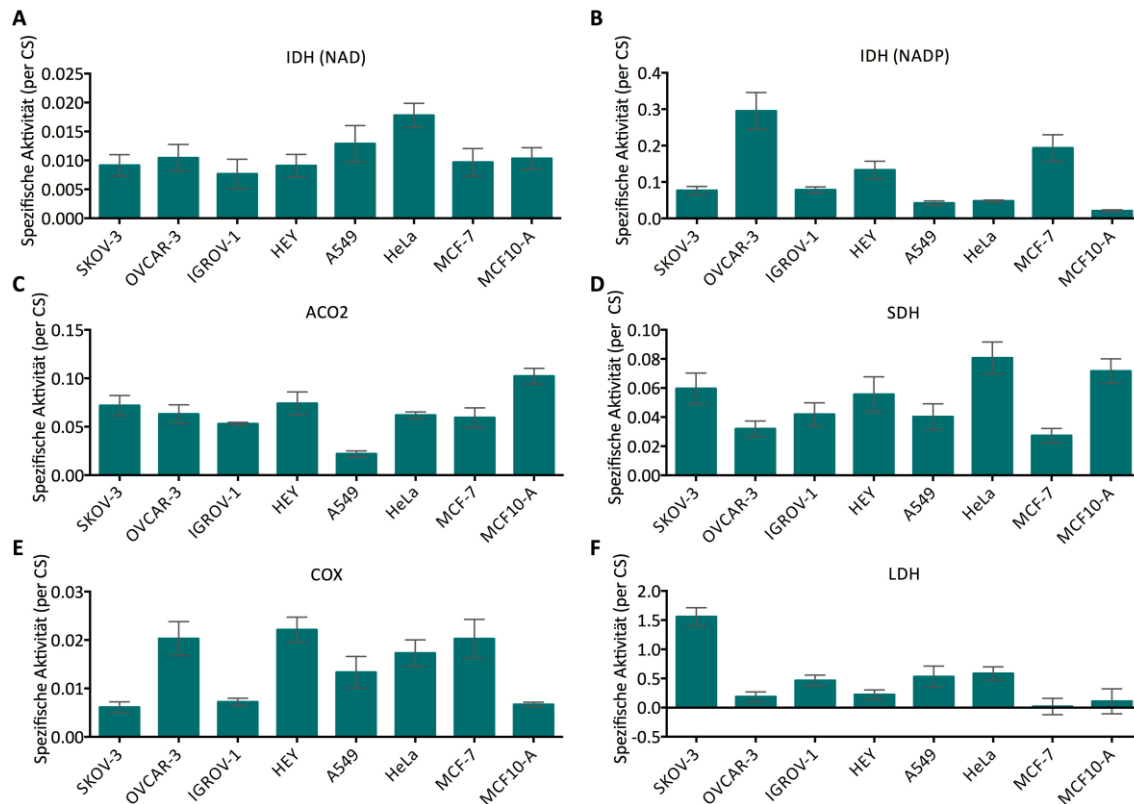 A
IDH (NAD)
Spezifische Aktivität (per CS)
0.025
0.020
0.015
0.010
0.005
0.000
SKOV-3
OVCAR-3
IGROV-1
HEY
A549
HeLa
MCF-7
MCF10-A
B
IDH (NADP)
Spezifische Aktivität (per CS)
0.4
0.3
0.2
0.1
0.0
SKOV-3
OVCAR-3
IGROV-1
HEY
A549
HeLa
MCF-7
MCF10-A
C
ACO2
Spezifische Aktivität (per CS)
0.15
0.10
0.05
0.00
SKOV-3
OVCAR-3
IGROV-1
HEY
A549
HeLa
MCF-7
MCF10-A
D
SDH
Spezifische Aktivität (per CS)
0.10
0.08
0.06
0.04
0.02
0.00
SKOV-3
OVCAR-3
IGROV-1
HEY
A549
HeLa
MCF-7
MCF10-A
E
COX
Spezifische Aktivität (per CS)
0.03
0.02
0.01
0.00
SKOV-3
OVCAR-3
IGROV-1
HEY
A549
HeLa
MCF-7
MCF10-A
F
LDH
Spezifische Aktivität (per CS)
2.0
1.5
1.0
0.5
0.0
-0.5
SKOV-3
OVCAR-3
IGROV-1
HEY
A549
HeLa
MCF-7
MCF10-A